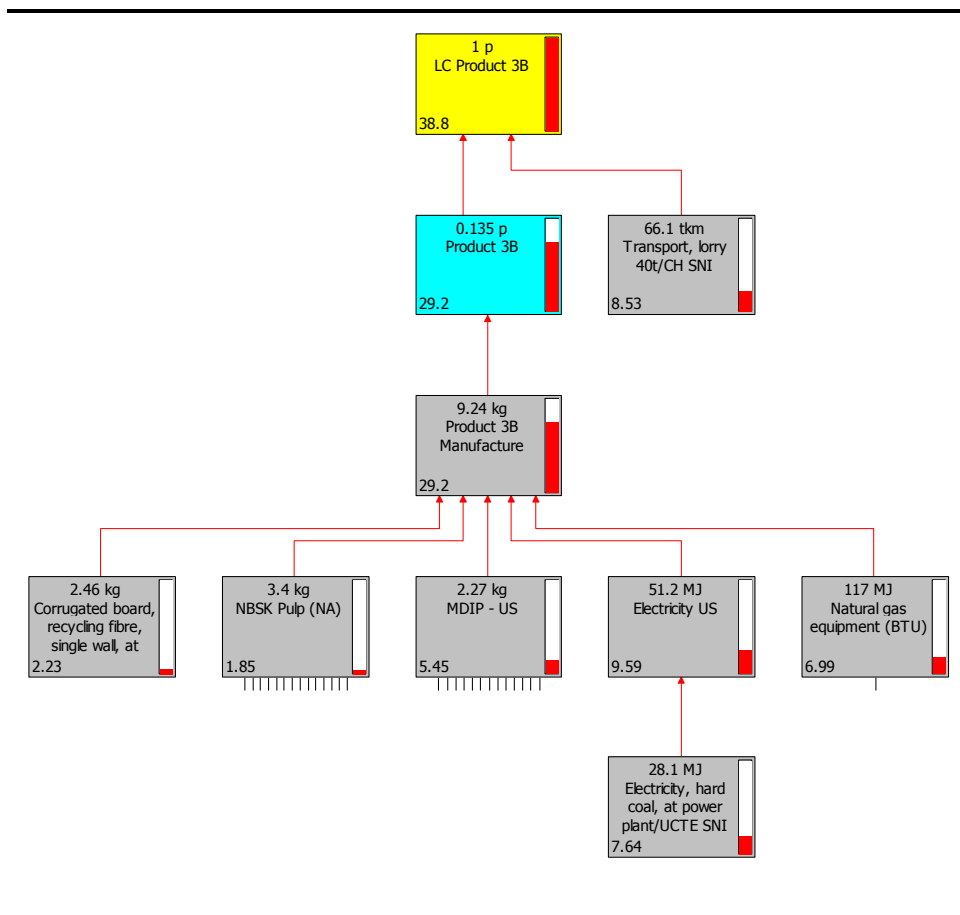 1 p
LC Product 3B
38.8
0.135 p
Product 3B
29.2
66.1 tkm
Transport, lorry
40t/CH SNI
8.53
9.24 kg
Product 3B
Manufacture
29.2
2.46 kg
Corrugated board,
recycling fibre,
single wall, at
2.23
3.4 kg
NBSK Pulp (NA)
1.85
2.27 kg
MDIP - US
5.45
51.2 MJ
Electricity US
9.59
117 MJ
Natural gas
equipment (BTU)
6.99
28.1 MJ
Electricity, hard
coal, at power
plant/UCTE SNI
7.64